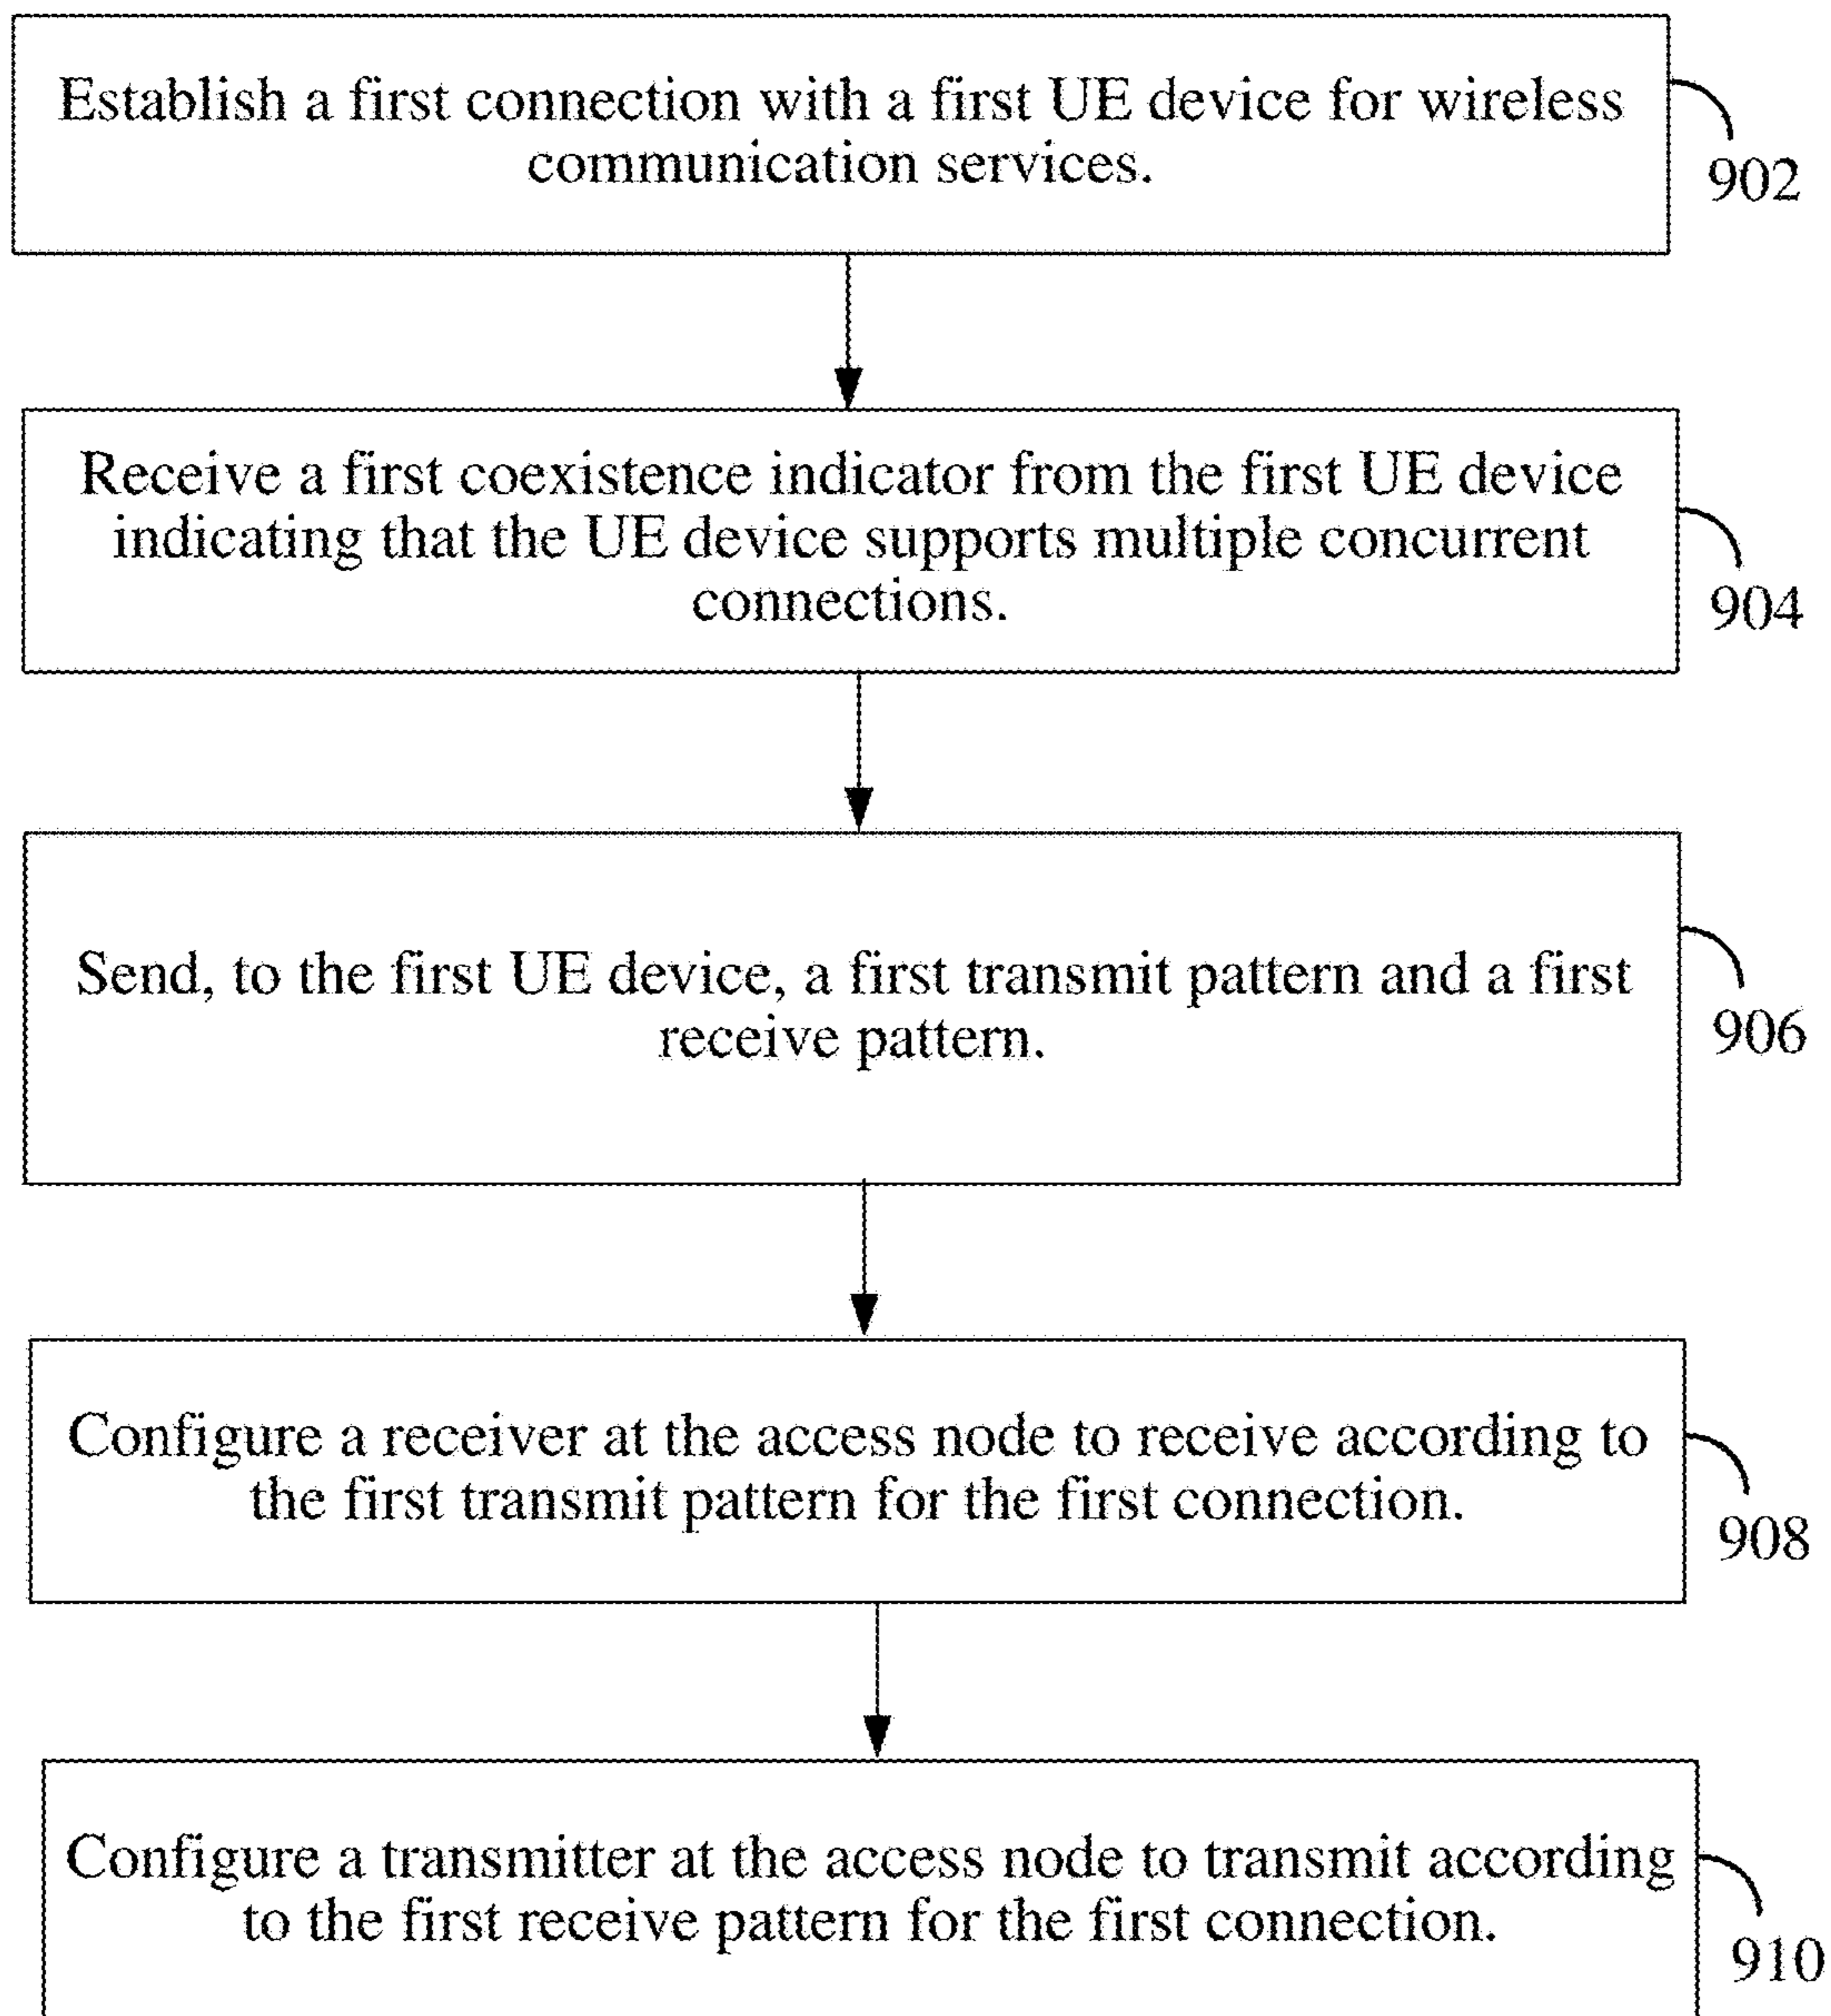 Establish a first connection with a first UE device for wireless
communication services.
902
Receive a first coexistence indicator from the first UE device
indicating that the UE device supports multiple concurrent
connections.
904
Send, to the first UE device, a first transmit pattern and a first
receive pattern.
906
Configure a receiver at the access node to receive according to
the first transmit pattern for the first connection.
908
Configure a transmitter at the access node to transmit according
to the first receive pattern for the first connection.
910